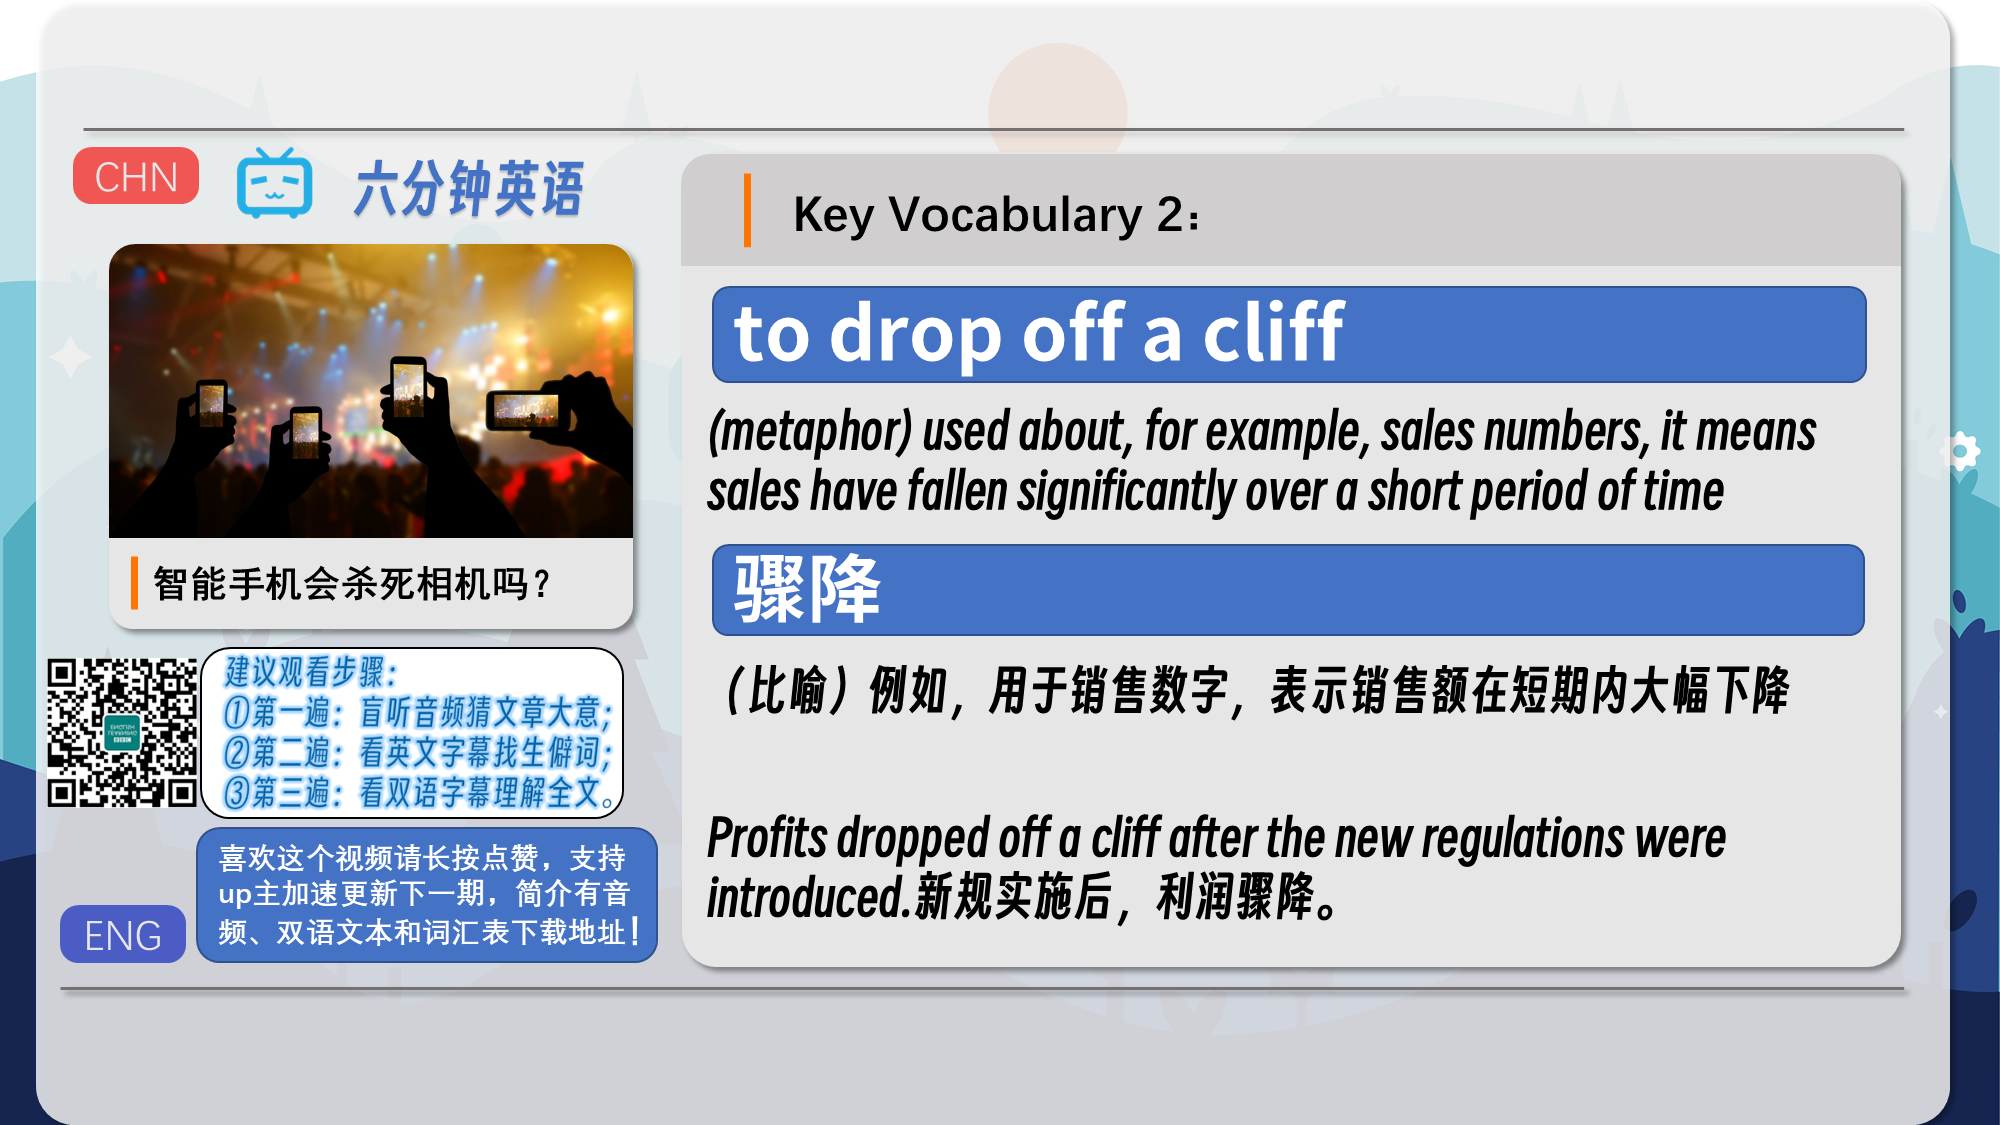 CHN
六分钟英语
智能手机会杀死相机吗？
建议观看步骤：
①第一遍：盲听音频猜文章大意；
②第二遍：看英文字幕找生僻词；
③第三遍：看双语字幕理解全文。
喜欢这个视频请长按点赞，支持
up主加速更新下一期，简介有音
频、双语文本和词汇表下载地址！
ENG
Key Vocabulary 2：
to drop off a cliff
(metaphor) used about, for example, sales numbers, it means
sales have fallen significantly over a short period of time
骤降
（比喻）例如，用于销售数字，表示销售额在短期内大幅下降
Profits dropped off a cliff after the new regulations were
introduced.新规实施后，利润骤降。